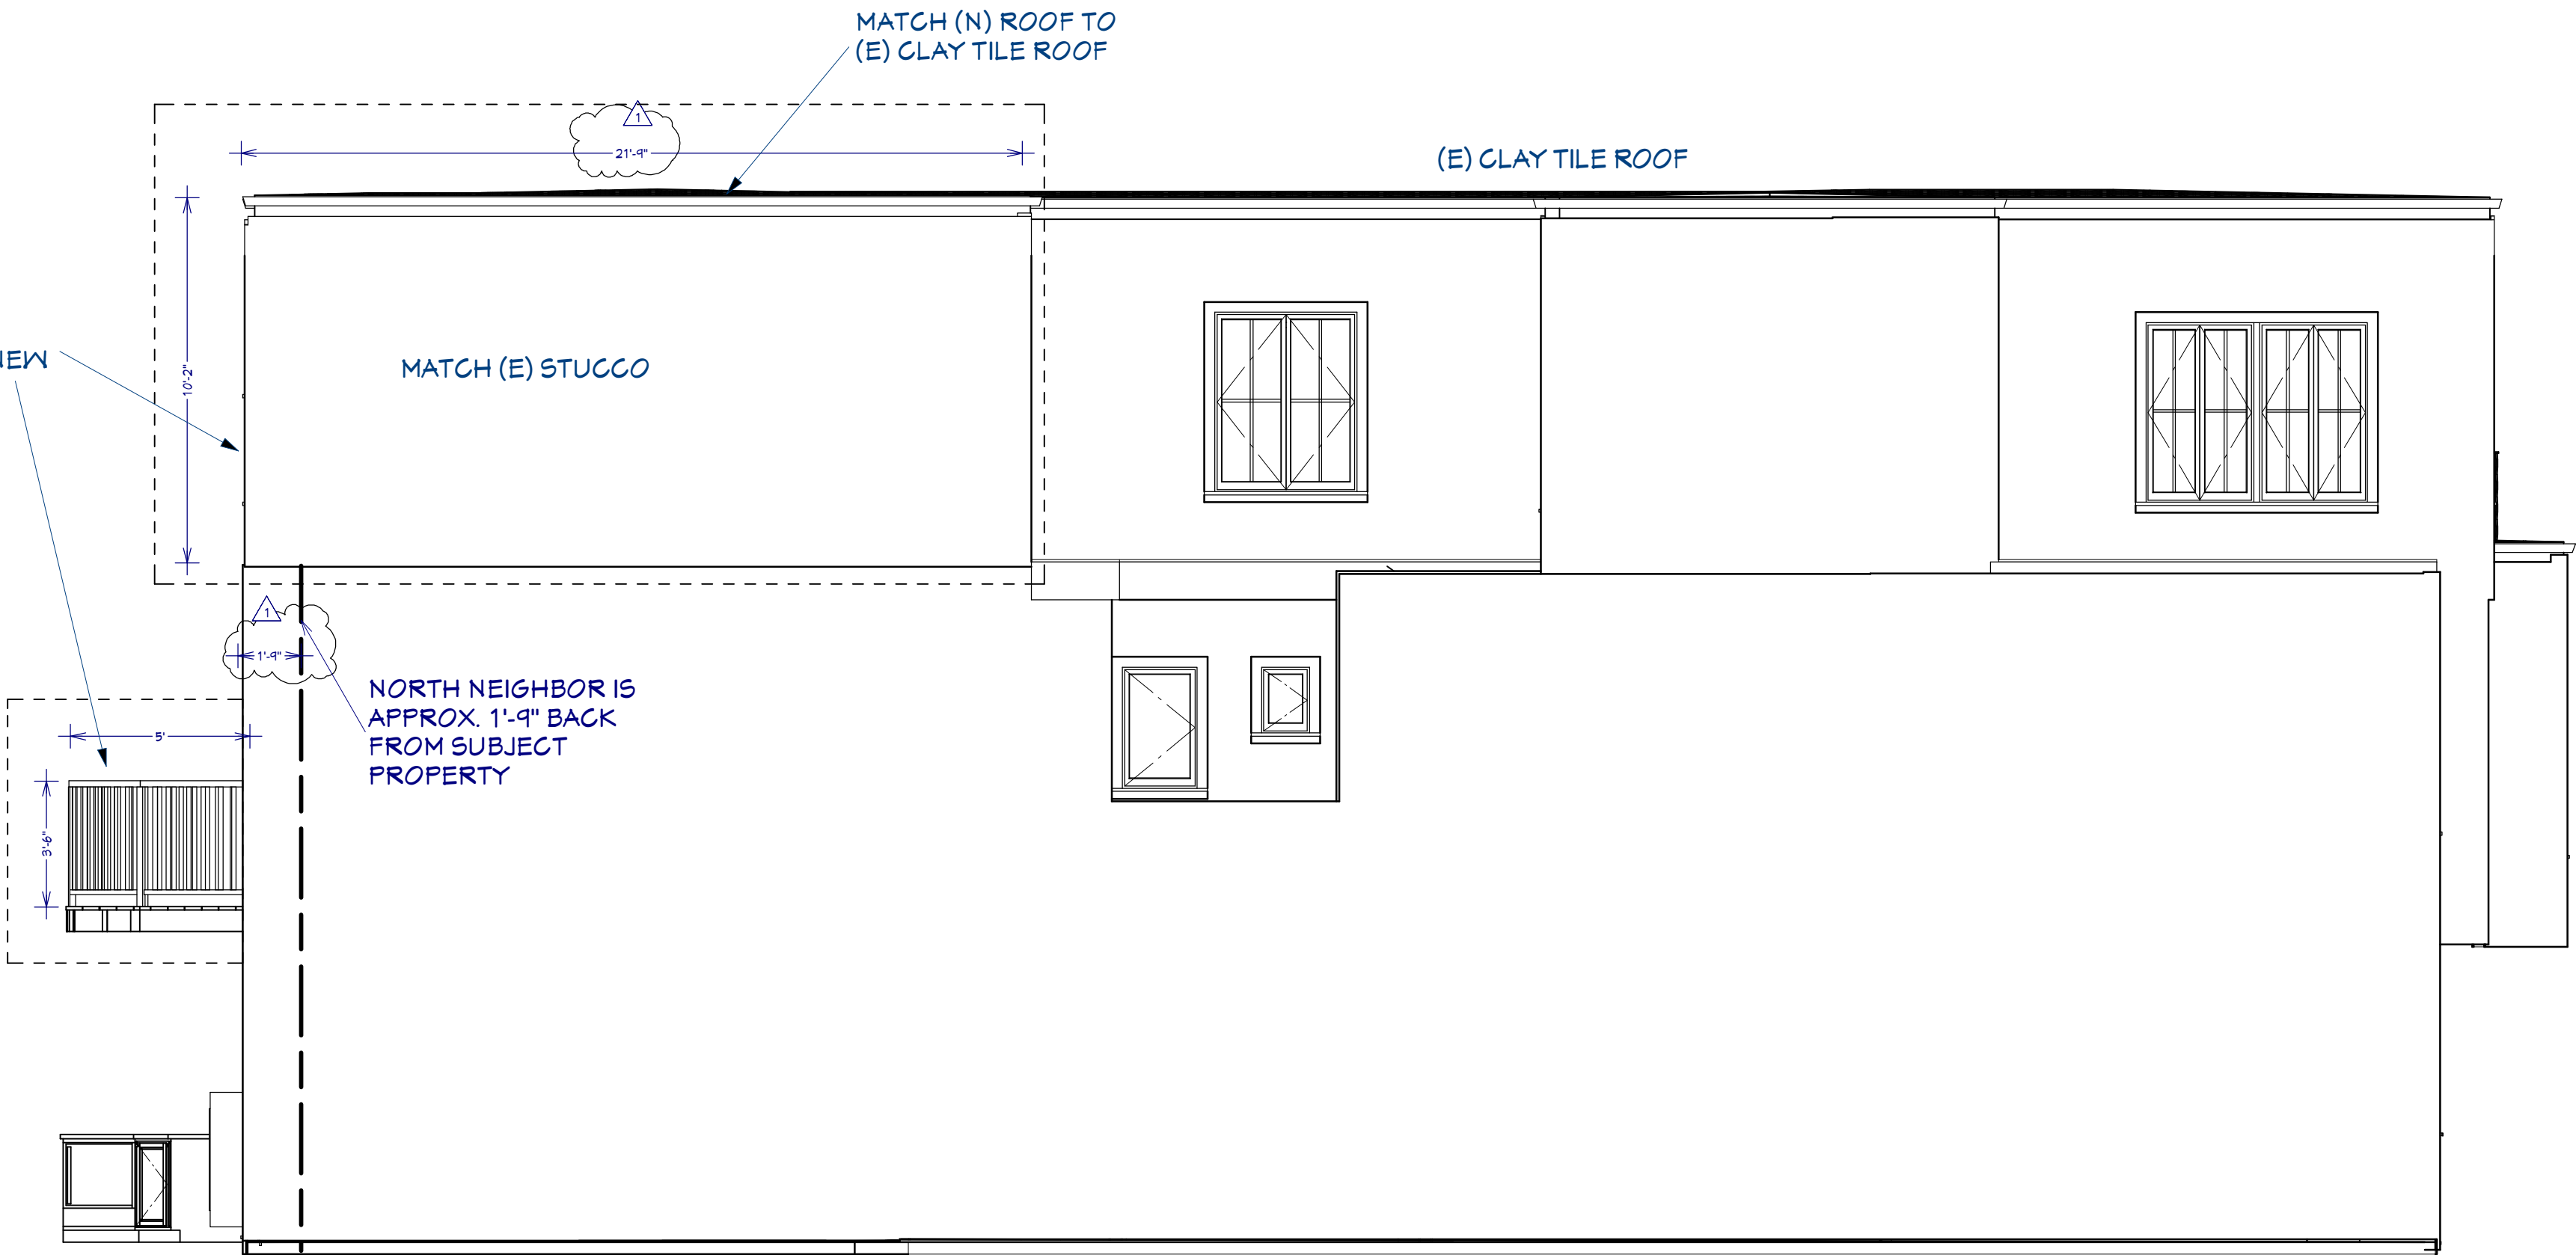 MATCH (N) ROOF TO
(E) CLAY TILE ROOF
1
21'-9"
(E) CLAY TILE ROOF
NEW
10'-2"
MATCH (E) STUCCO
1
1'-9"
NORTH NEIGHBOR IS
APPROX. 1'-9" BACK
FROM SUBJECT
PROPERTY
5'
3'-6"